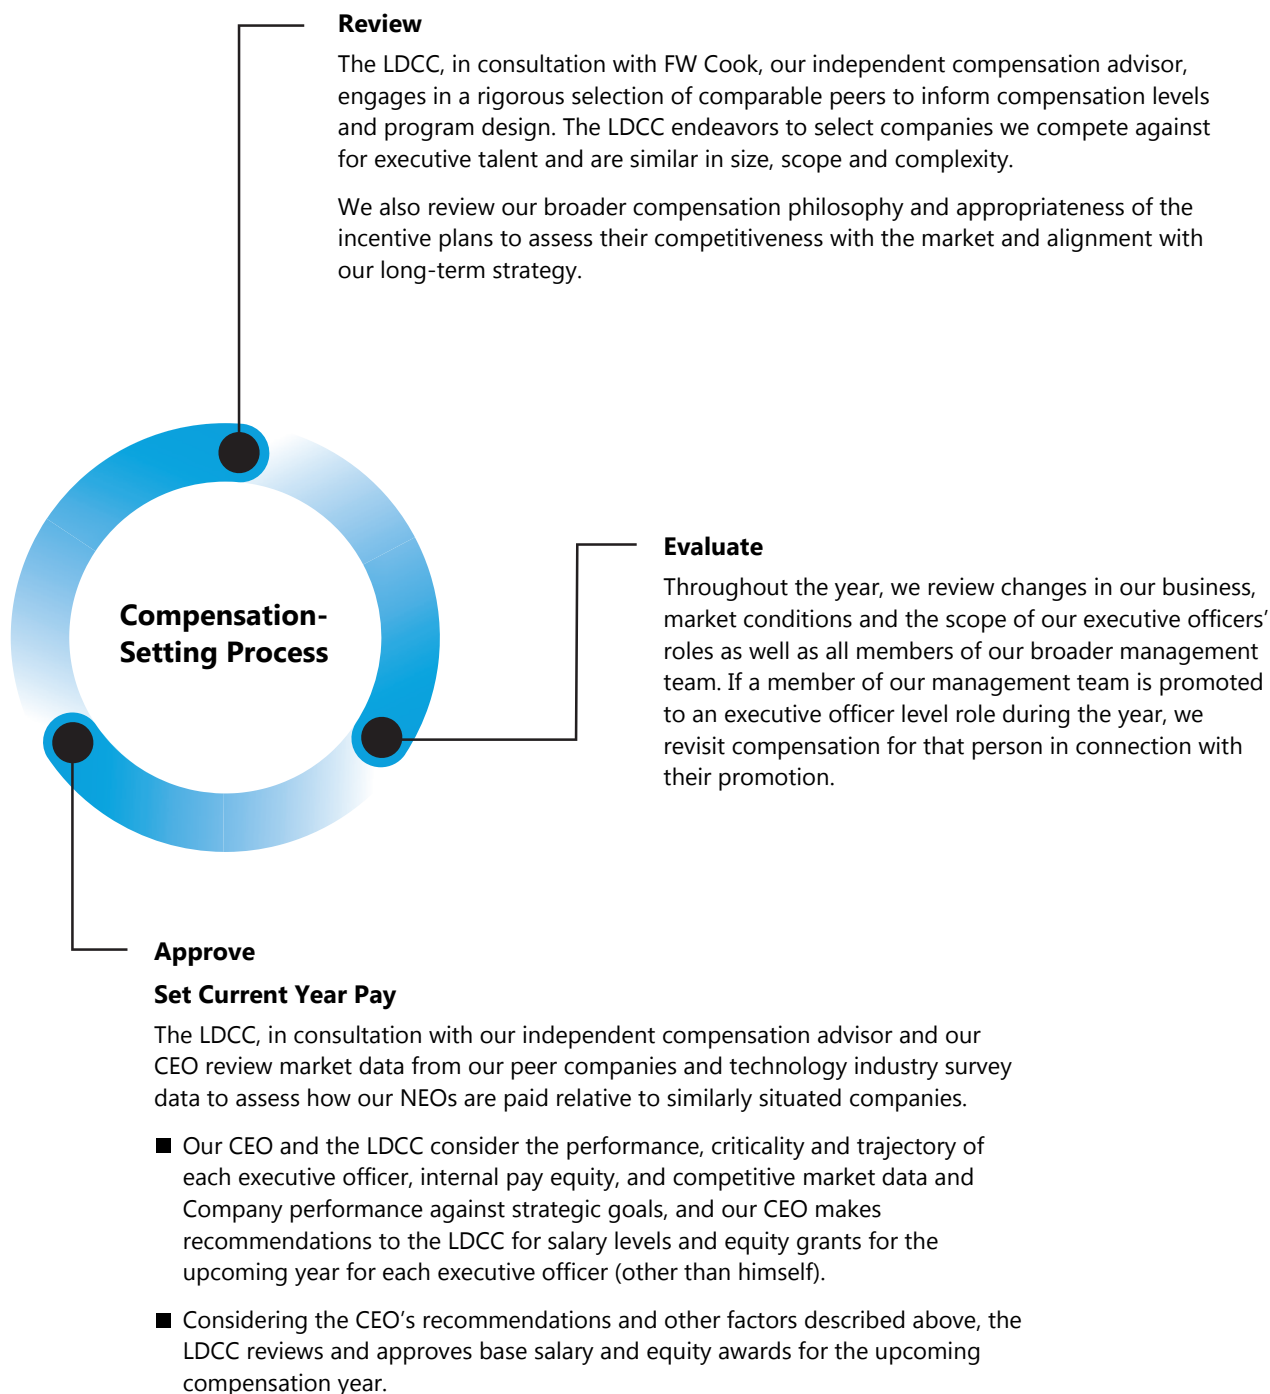 Review
The LDCC, in consultation with FW Cook, our independent compensation advisor,
engages in a rigorous selection of comparable peers to inform compensation levels
and program design. The LDCC endeavors to select companies we compete against
for executive talent and are similar in size, scope and complexity.
We also review our broader compensation philosophy and appropriateness of the
incentive plans to assess their competitiveness with the market and alignment with
our long-term strategy.
Compensation-
Setting Process
Evaluate
Throughout the year, we review changes in our business,
market conditions and the scope of our executive officers’
roles as well as all members of our broader management
team. If a member of our management team is promoted
to an executive officer level role during the year, we
revisit compensation for that person in connection with
their promotion.
Approve
Set Current Year Pay
The LDCC, in consultation with our independent compensation advisor and our
CEO review market data from our peer companies and technology industry survey
data to assess how our NEOs are paid relative to similarly situated companies.
■ Our CEO and the LDCC consider the performance, criticality and trajectory of
each executive officer, internal pay equity, and competitive market data and
Company performance against strategic goals, and our CEO makes
recommendations to the LDCC for salary levels and equity grants for the
upcoming year for each executive officer (other than himself).
■ Considering the CEO’s recommendations and other factors described above, the
LDCC reviews and approves base salary and equity awards for the upcoming
compensation year.